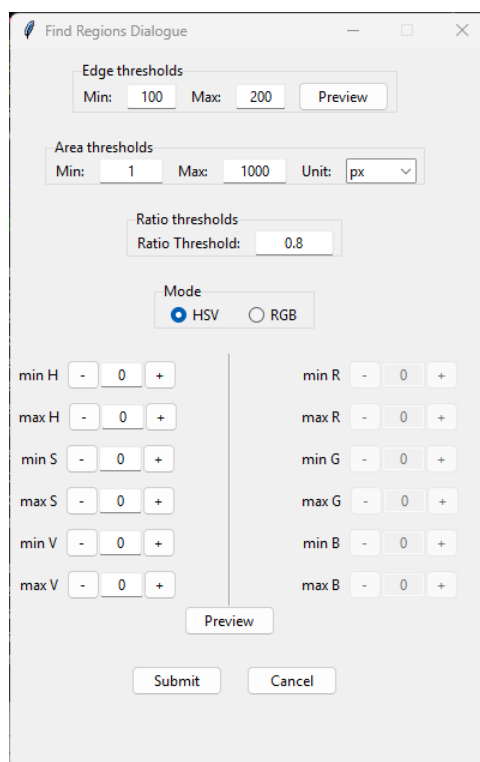 Find Regions Dialogue
Edge thresholds
Min: 100 Max: 200 Preview
Area thresholds
Min: 1 Max: 1000 Unit: px
Ratio thresholds
Ratio Threshold: 0.8
Mode
HSV RGB
min H - 0 + min R - 0 +
max H - 0 + max R - 0 +
min S - 0 + min G - 0 +
max S - 0 + max G - 0 +
min V - 0 + min B - 0 +
max V - 0 + max B - 0 +
Preview
Submit Cancel